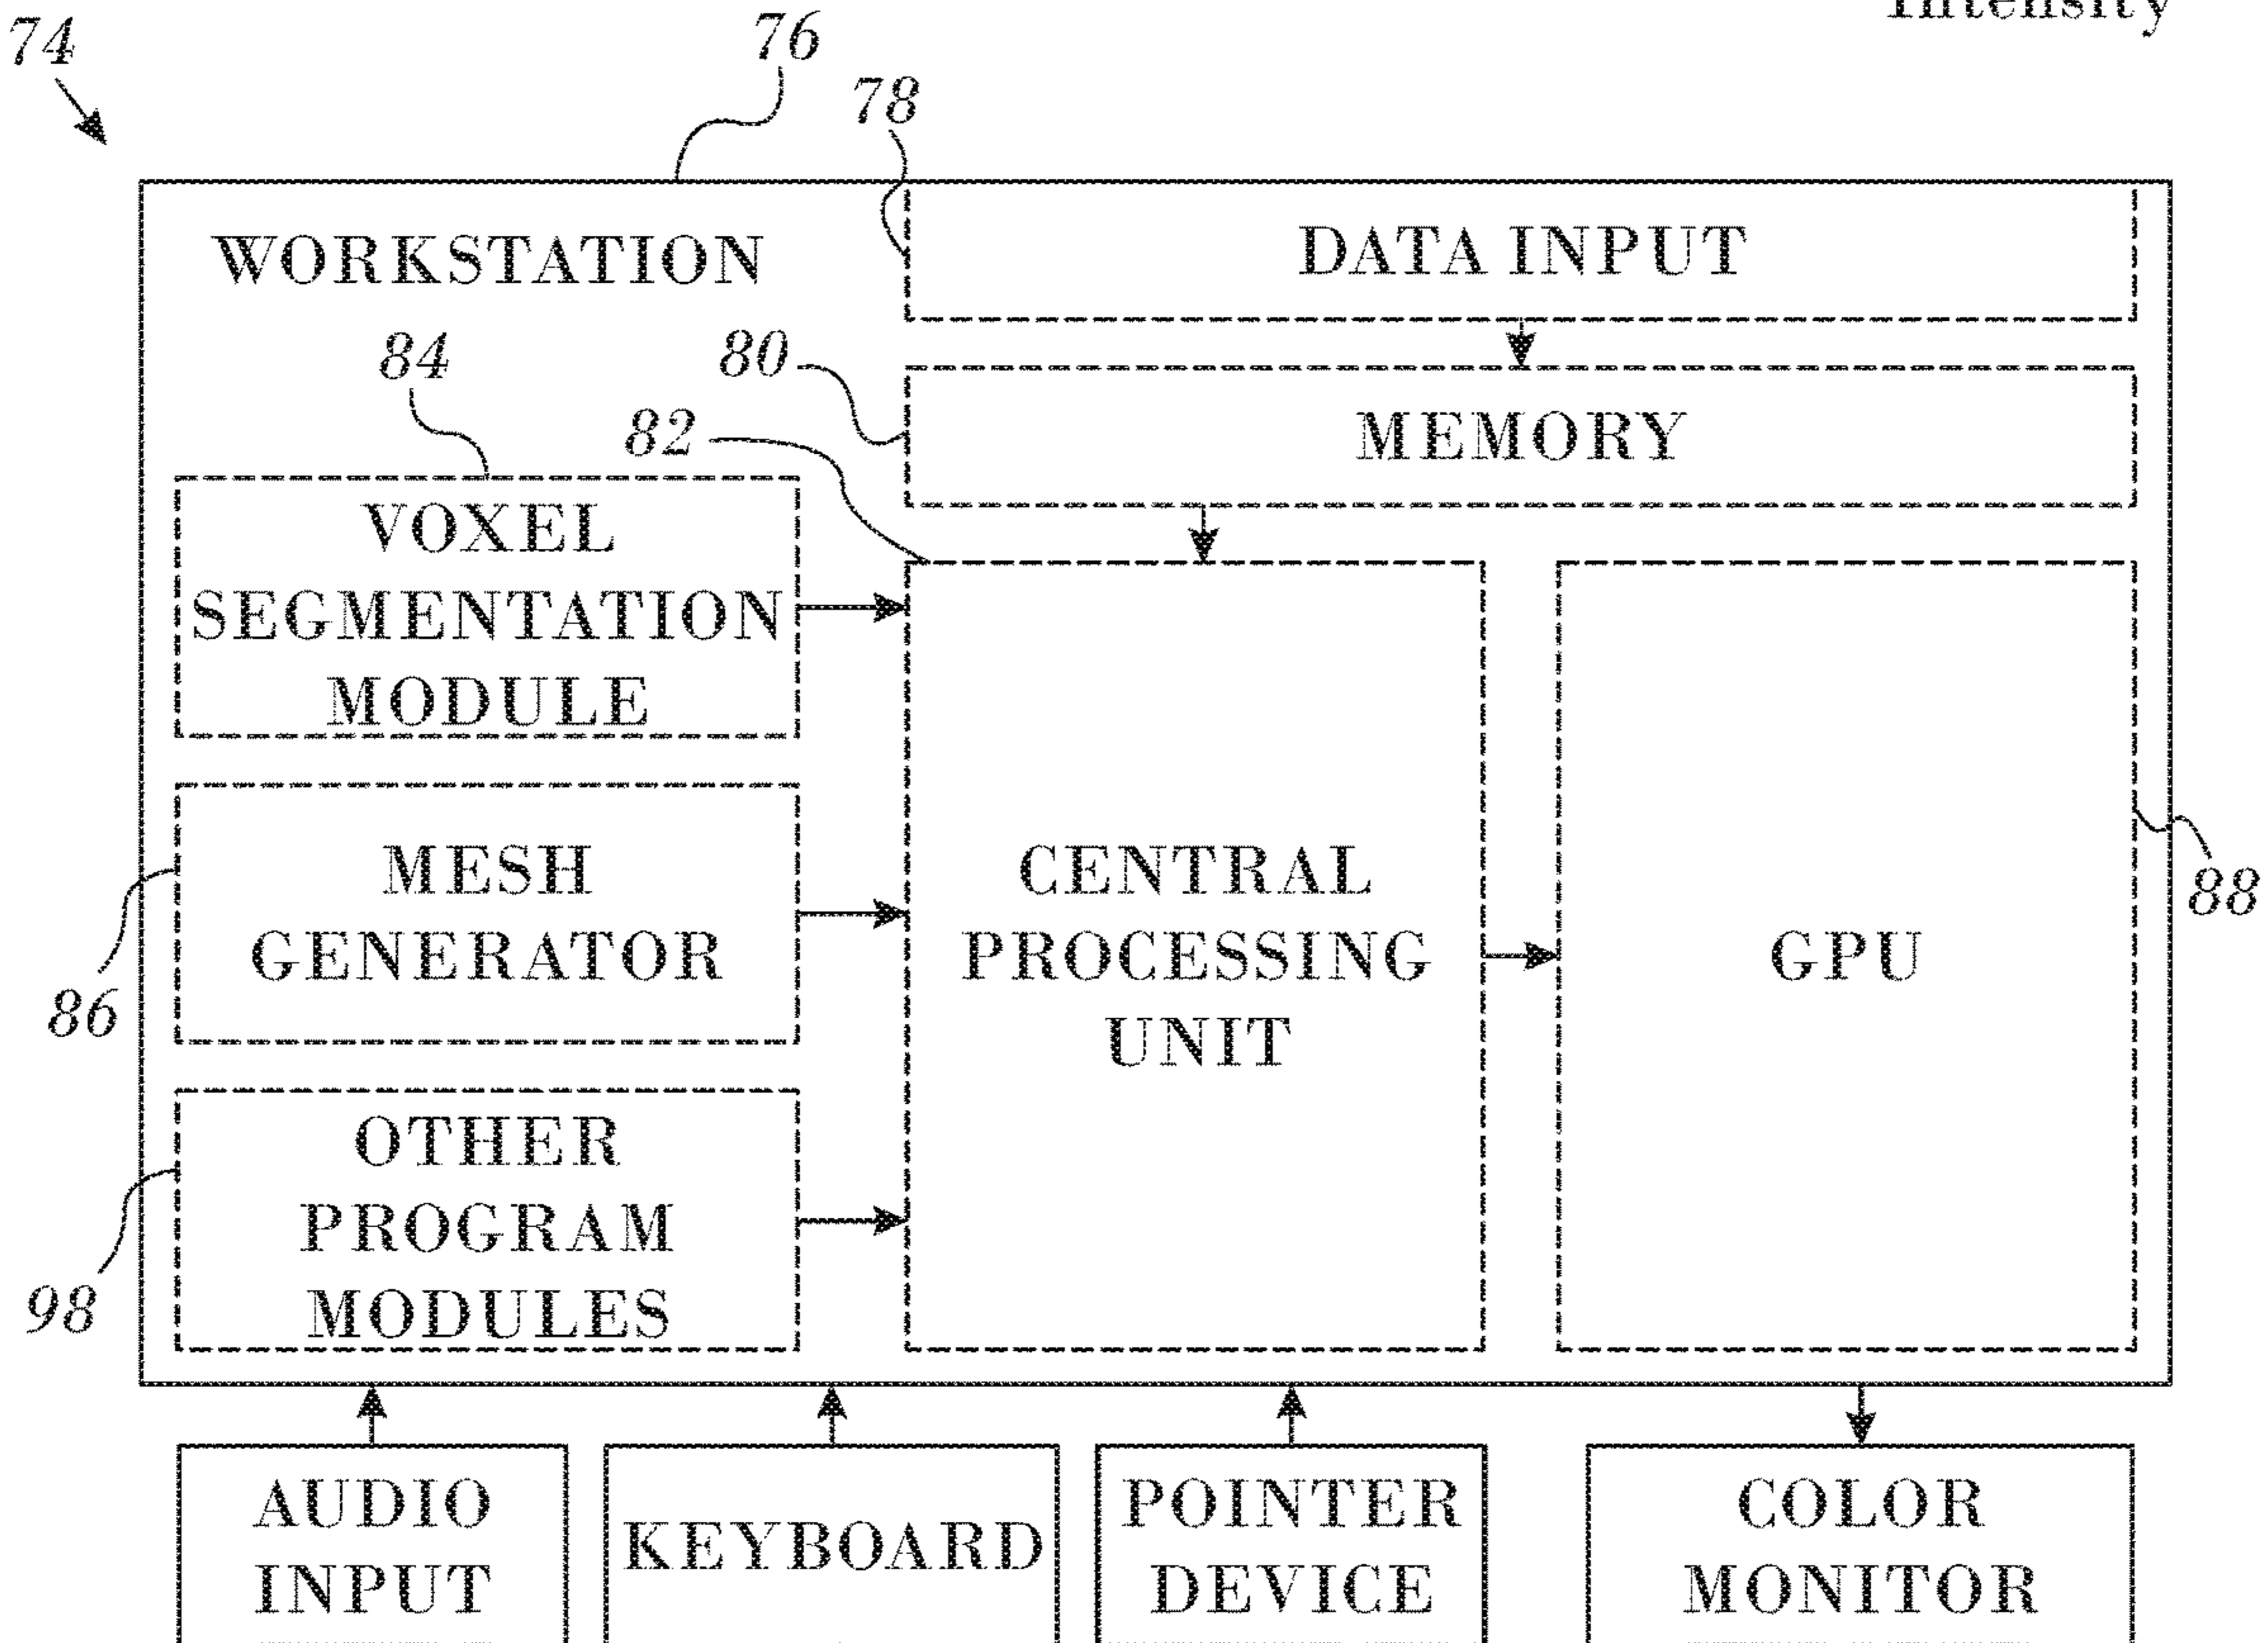 Intensity
74
76
78
WORKSTATION
DATA INPUT
84
80
82
MEMORY
VOXEL
SEGMENTATION
MODULE
MESH
GENERATOR
86
CENTRAL
PROCESSING
UNIT
GPU
88
OTHER
PROGRAM
MODULES
98
AUDIO
INPUT
KEYBOARD
POINTER
DEVICE
COLOR
MONITOR